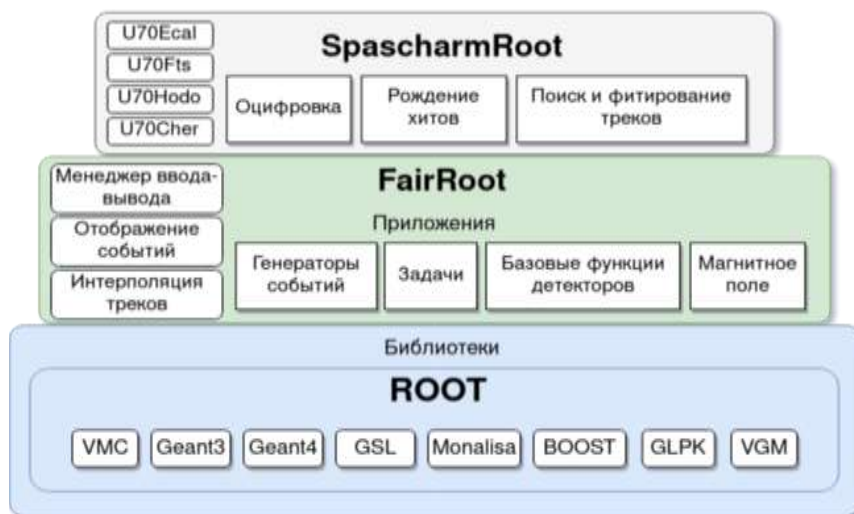 U70Ecal
U70Fts
U70Hodo
U70Cher
SpascharmRoot
Оцифровка
Рождение
хитов
Поиск и фитирование
треков
Менеджер ввода-
вывода
Отображение
событий
Интерполяция
треков
FairRoot
Приложения
Генераторы
событий
Задачи
Базовые функции
детекторов
Магнитное
поле
Библиотеки
ROOT
VMC
Geant3
Geant4
GSL
Monalisa
BOOST
GLPK
VGM